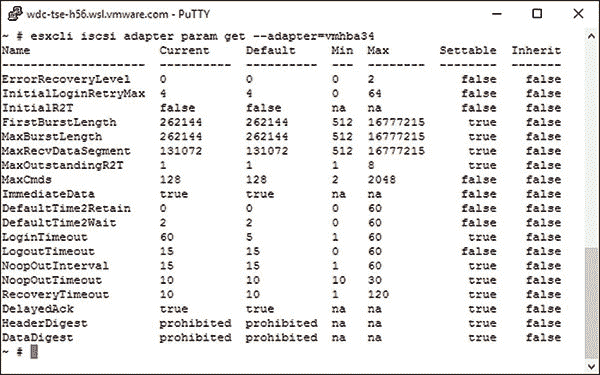 wdc-tse-h56.wsl.vmware.com - PuTTY
~ # esxcli iscsi adapter param get --adapter=vmhba34
Name                  Current     Default     Min  Max       Settable  Inherit
--------------------  ----------  ----------  ---  --------  --------  -------
ErrorRecoveryLevel    0           0           0    2            false    false
InitialLoginRetryMax  4           4           0    64           false    false
InitialR2T            false       false       na   na           false    false
FirstBurstLength      262144      262144      512  16777215      true    false
MaxBurstLength        262144      262144      512  16777215      true    false
MaxRecvDataSegment    131072      131072      512  16777215      true    false
MaxOutstandingR2T     1           1           1    8             true    false
MaxCmds               128         128         2    2048         false    false
ImmediateData         true        true        na   na           false    false
DefaultTime2Retain    0           0           0    60           false    false
DefaultTime2Wait      2           2           0    60           false    false
LoginTimeout          60          5           1    60            true    false
LogoutTimeout         15          15          0    60           false    false
NoopOutInterval       15          15          1    60            true    false
NoopOutTimeout        10          10          10   30            true    false
RecoveryTimeout       10          10          1    120           true    false
DelayedAck            true        true        na   na            true    false
HeaderDigest          prohibited  prohibited  na   na            true    false
DataDigest            prohibited  prohibited  na   na            true    false
~ #